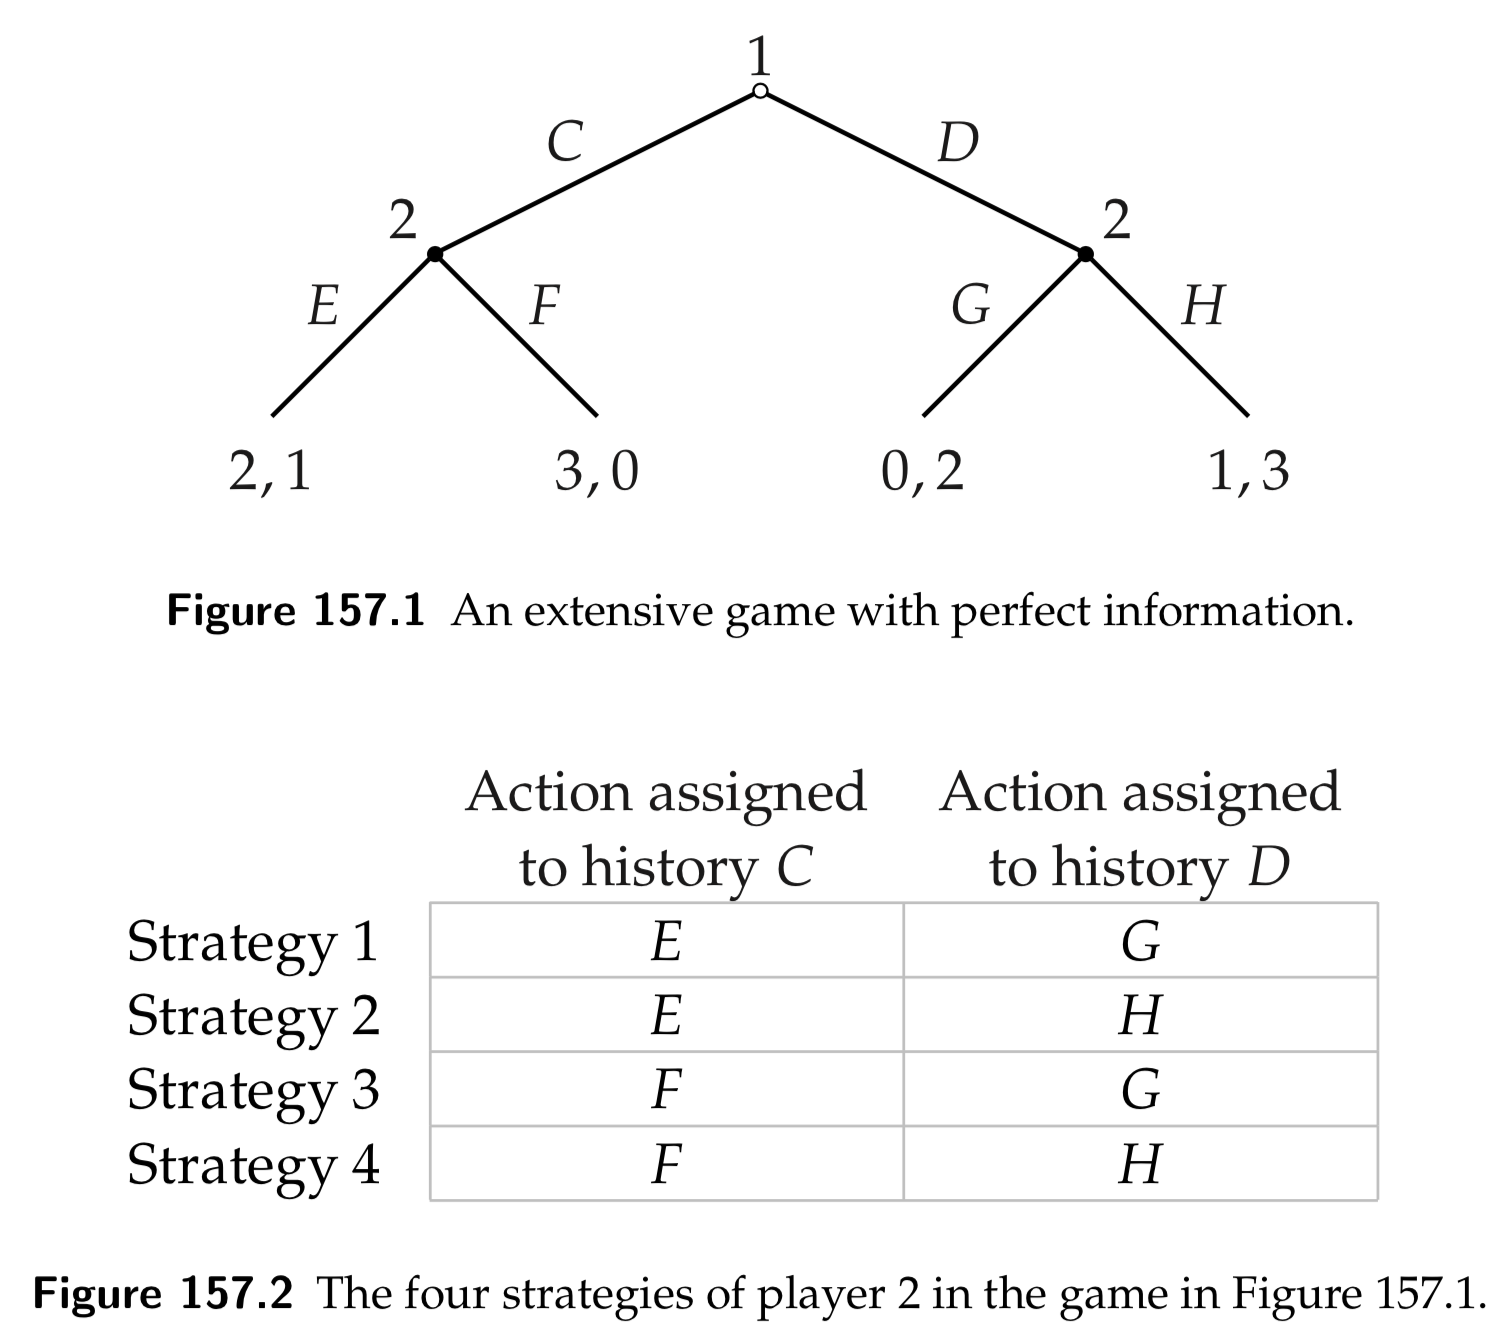 1
C D
2 2
E F G H
2, 1 3, 0 0, 2 1, 3
Figure 157.1 An extensive game with perfect information.
Action assigned Action assigned
to history C to history D
Strategy 1 E G
Strategy 2 E H
Strategy 3 F G
Strategy 4 F H
Figure 157.2 The four strategies of player 2 in the game in Figure 157.1.